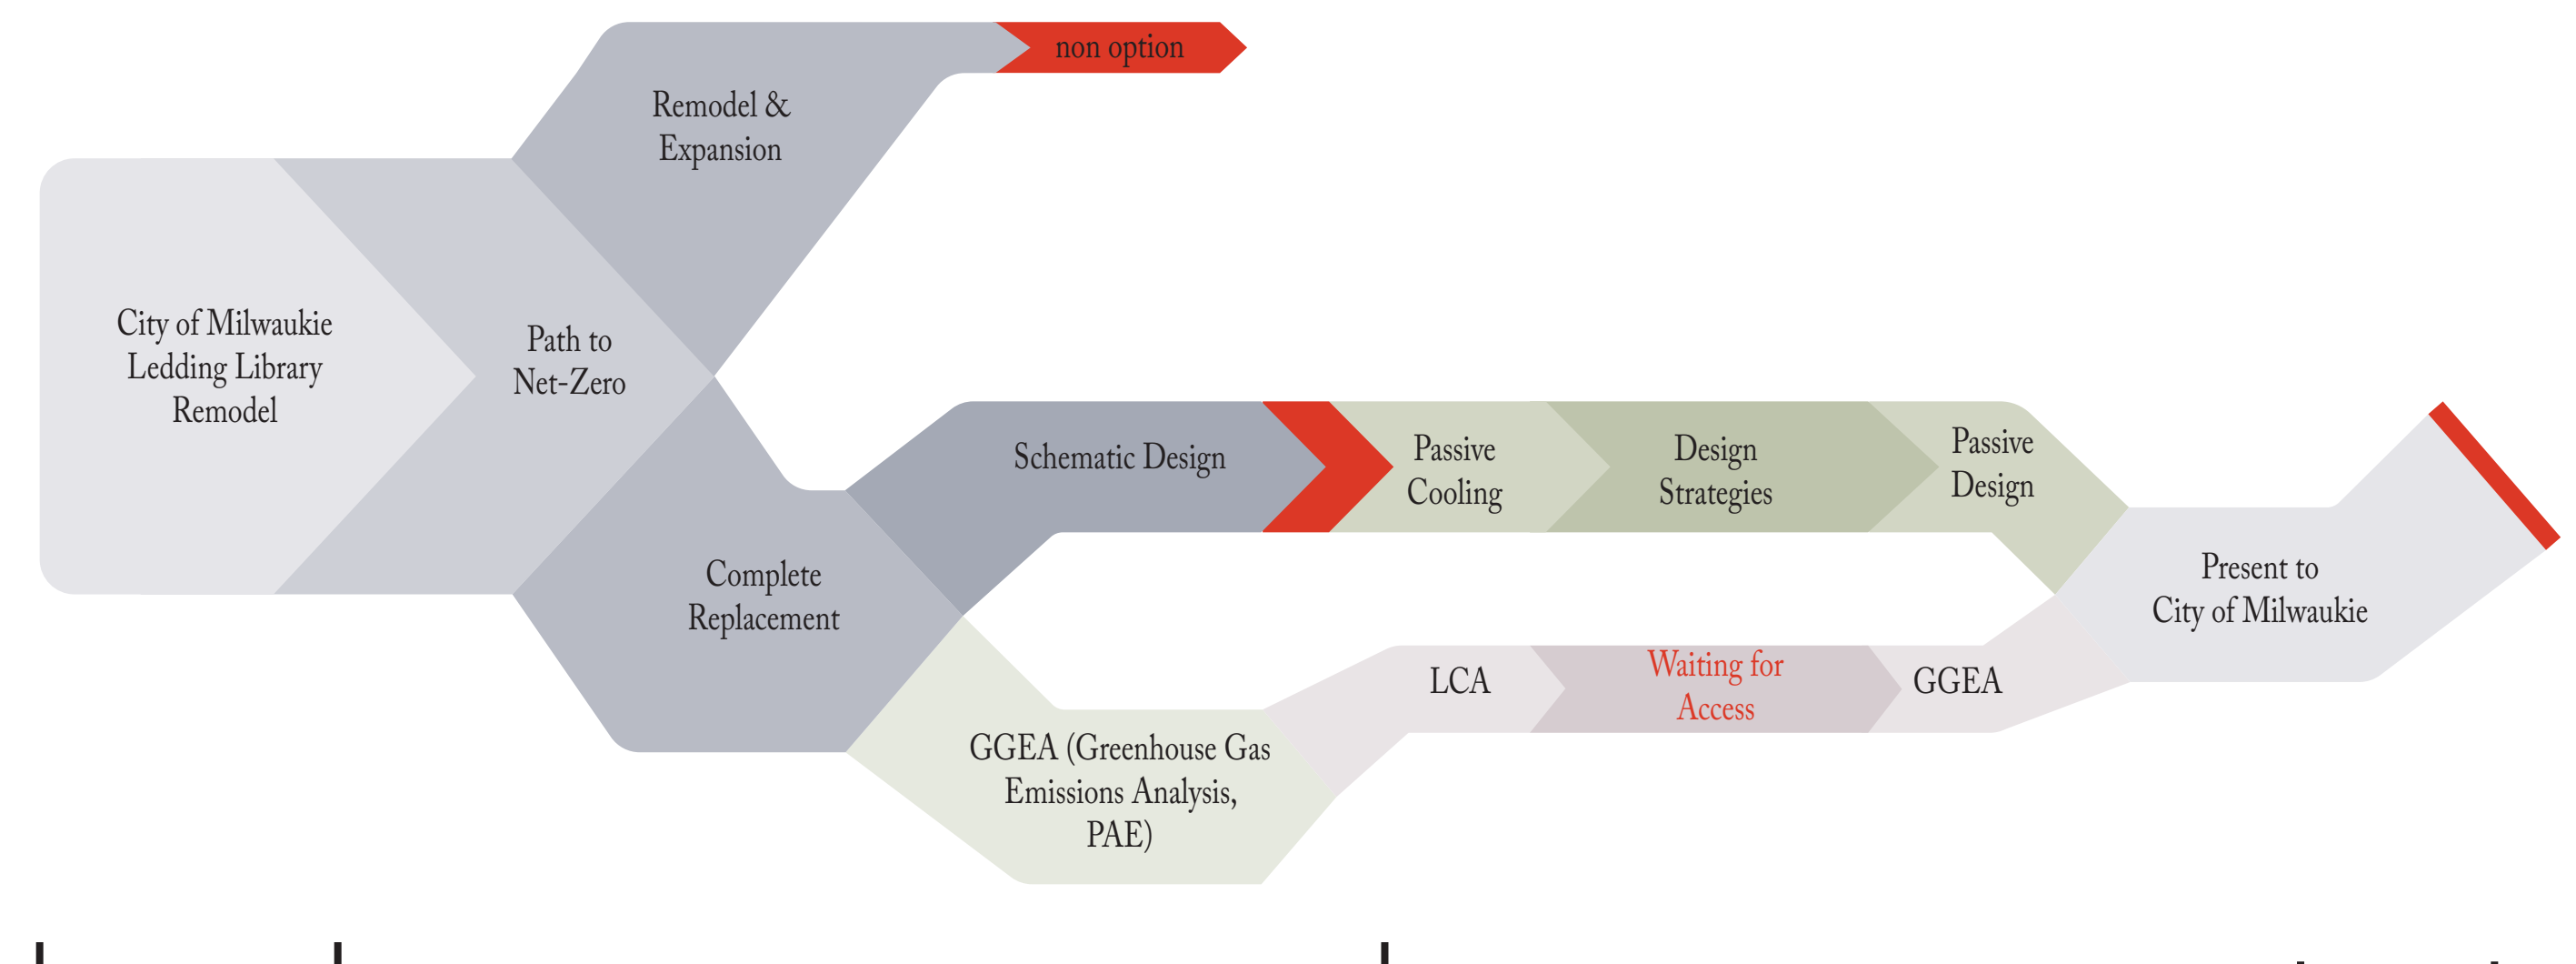 non option
Remodel &
Expansion
City of Milwaukie
Ledding Library
Remodel
Path to
Net-Zero
Complete
Replacement
Schematic Design
Passive
Cooling
Design
Strategies
Passive
Design
GGEA (Greenhouse Gas
Emissions Analysis,
PAE)
LCA
Waiting for
Access
GGEA
Present to
City of Milwaukie